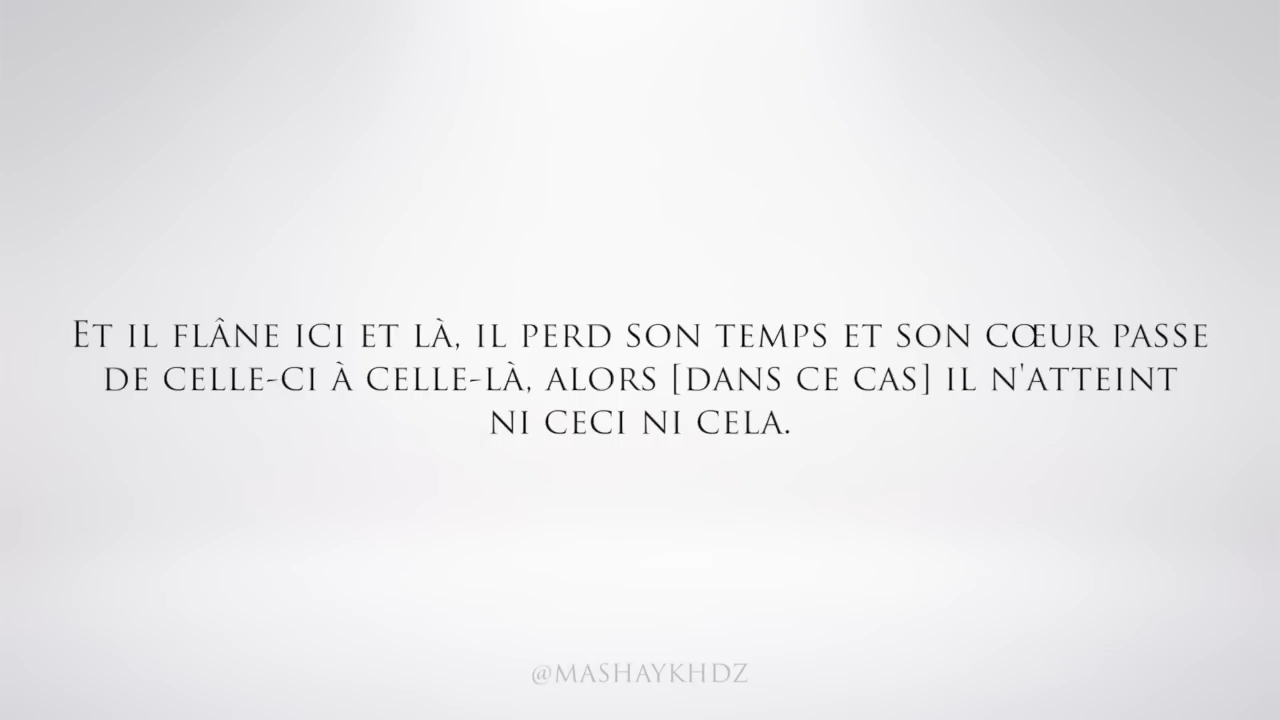 Et il flâne ici et là, il perd son temps et son cœur passe
de celle-ci à celle-là, alors [dans ce cas] il n'atteint
ni ceci ni cela.
@MASHAYKHDZ